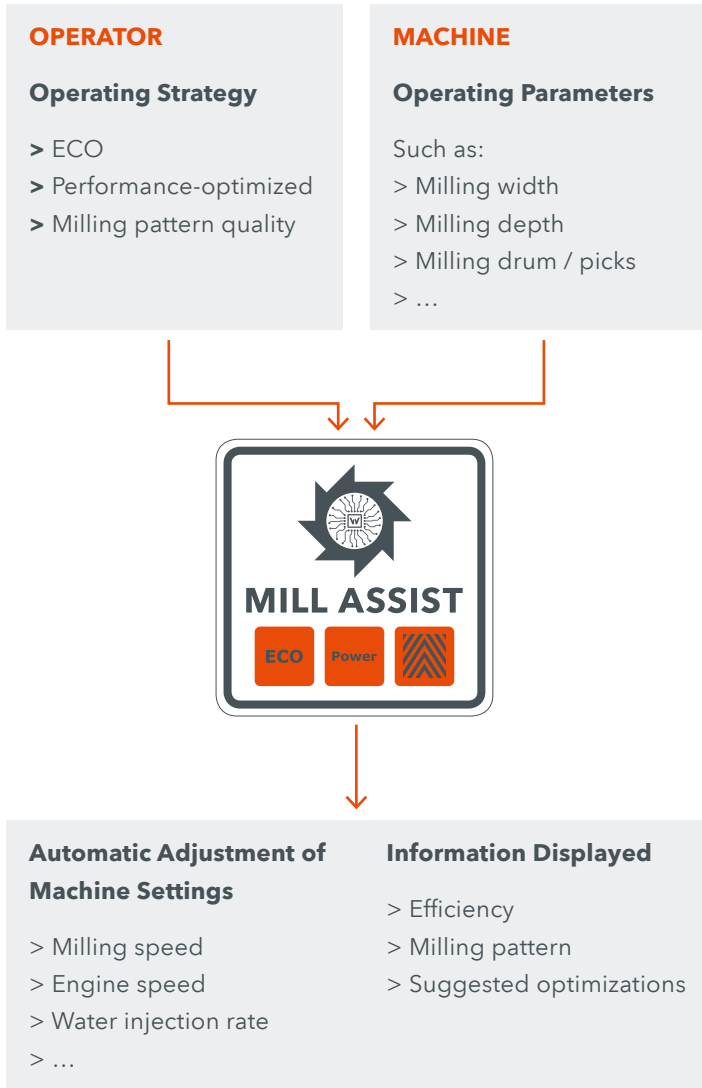 OPERATOR
Operating Strategy
> ECO
> Performance-optimized
> Milling pattern quality
MACHINE
Operating Parameters
Such as:
> Milling width
> Milling depth
> Milling drum / picks
> …
W
MILL ASSIST
ECO
Power
Automatic Adjustment of
Machine Settings
> Milling speed
> Engine speed
> Water injection rate
> …
Information Displayed
> Efficiency
> Milling pattern
> Suggested optimizations